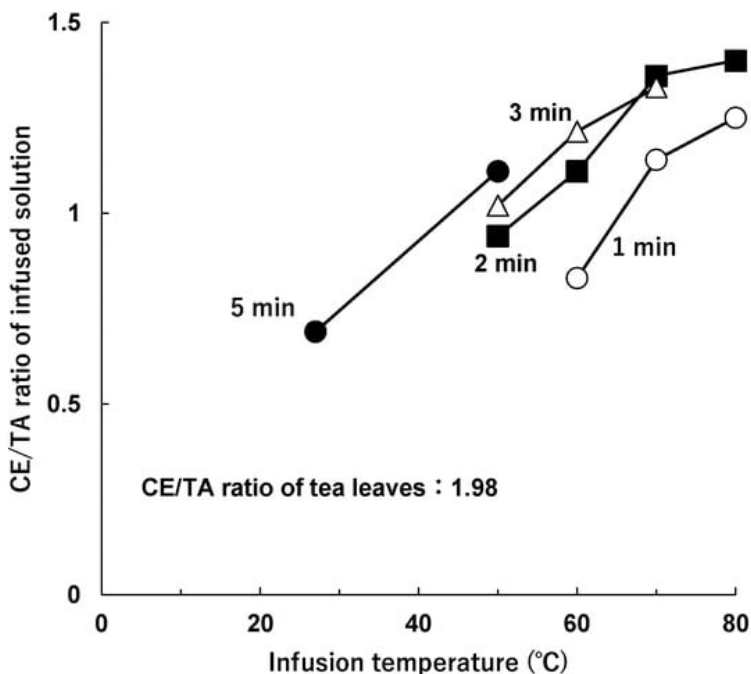 CE/TA ratio of infused solution
1.5
1
0.5
0
3 min
2 min
1 min
5 min
CE/TA ratio of tea leaves：1.98
0
20
40
60
80
Infusion temperature (℃)